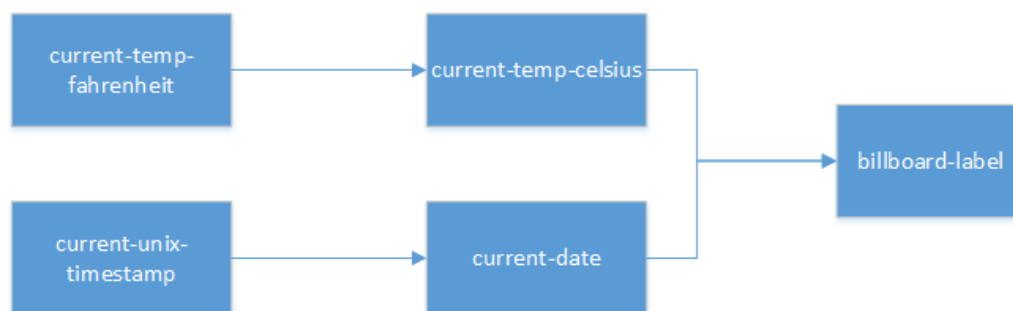 current-temp-
fahrenheit
current-temp-celsius
billboard-label
current-unix-
timestamp
current-date